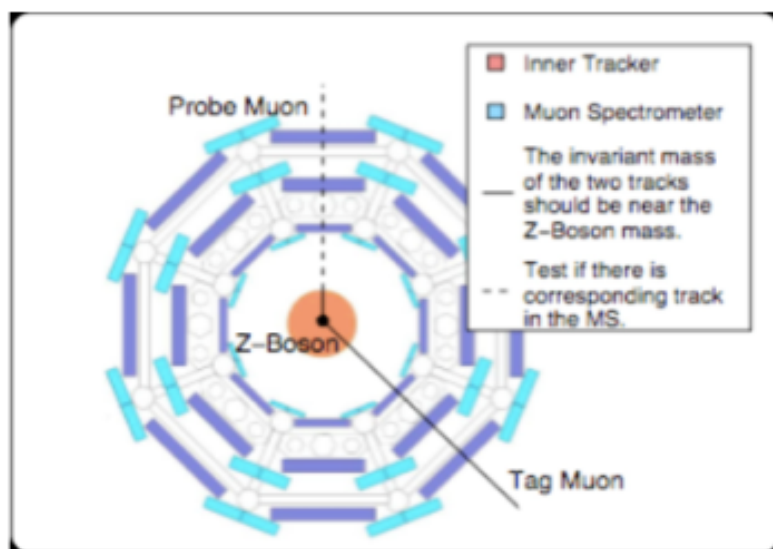 Probe Muon
Inner Tracker
Muon Spectrometer
The invariant mass
of the two tracks
should be near the
Z-Boson mass.
Test if there is
corresponding track
in the MS.
Z-Boson
Tag Muon